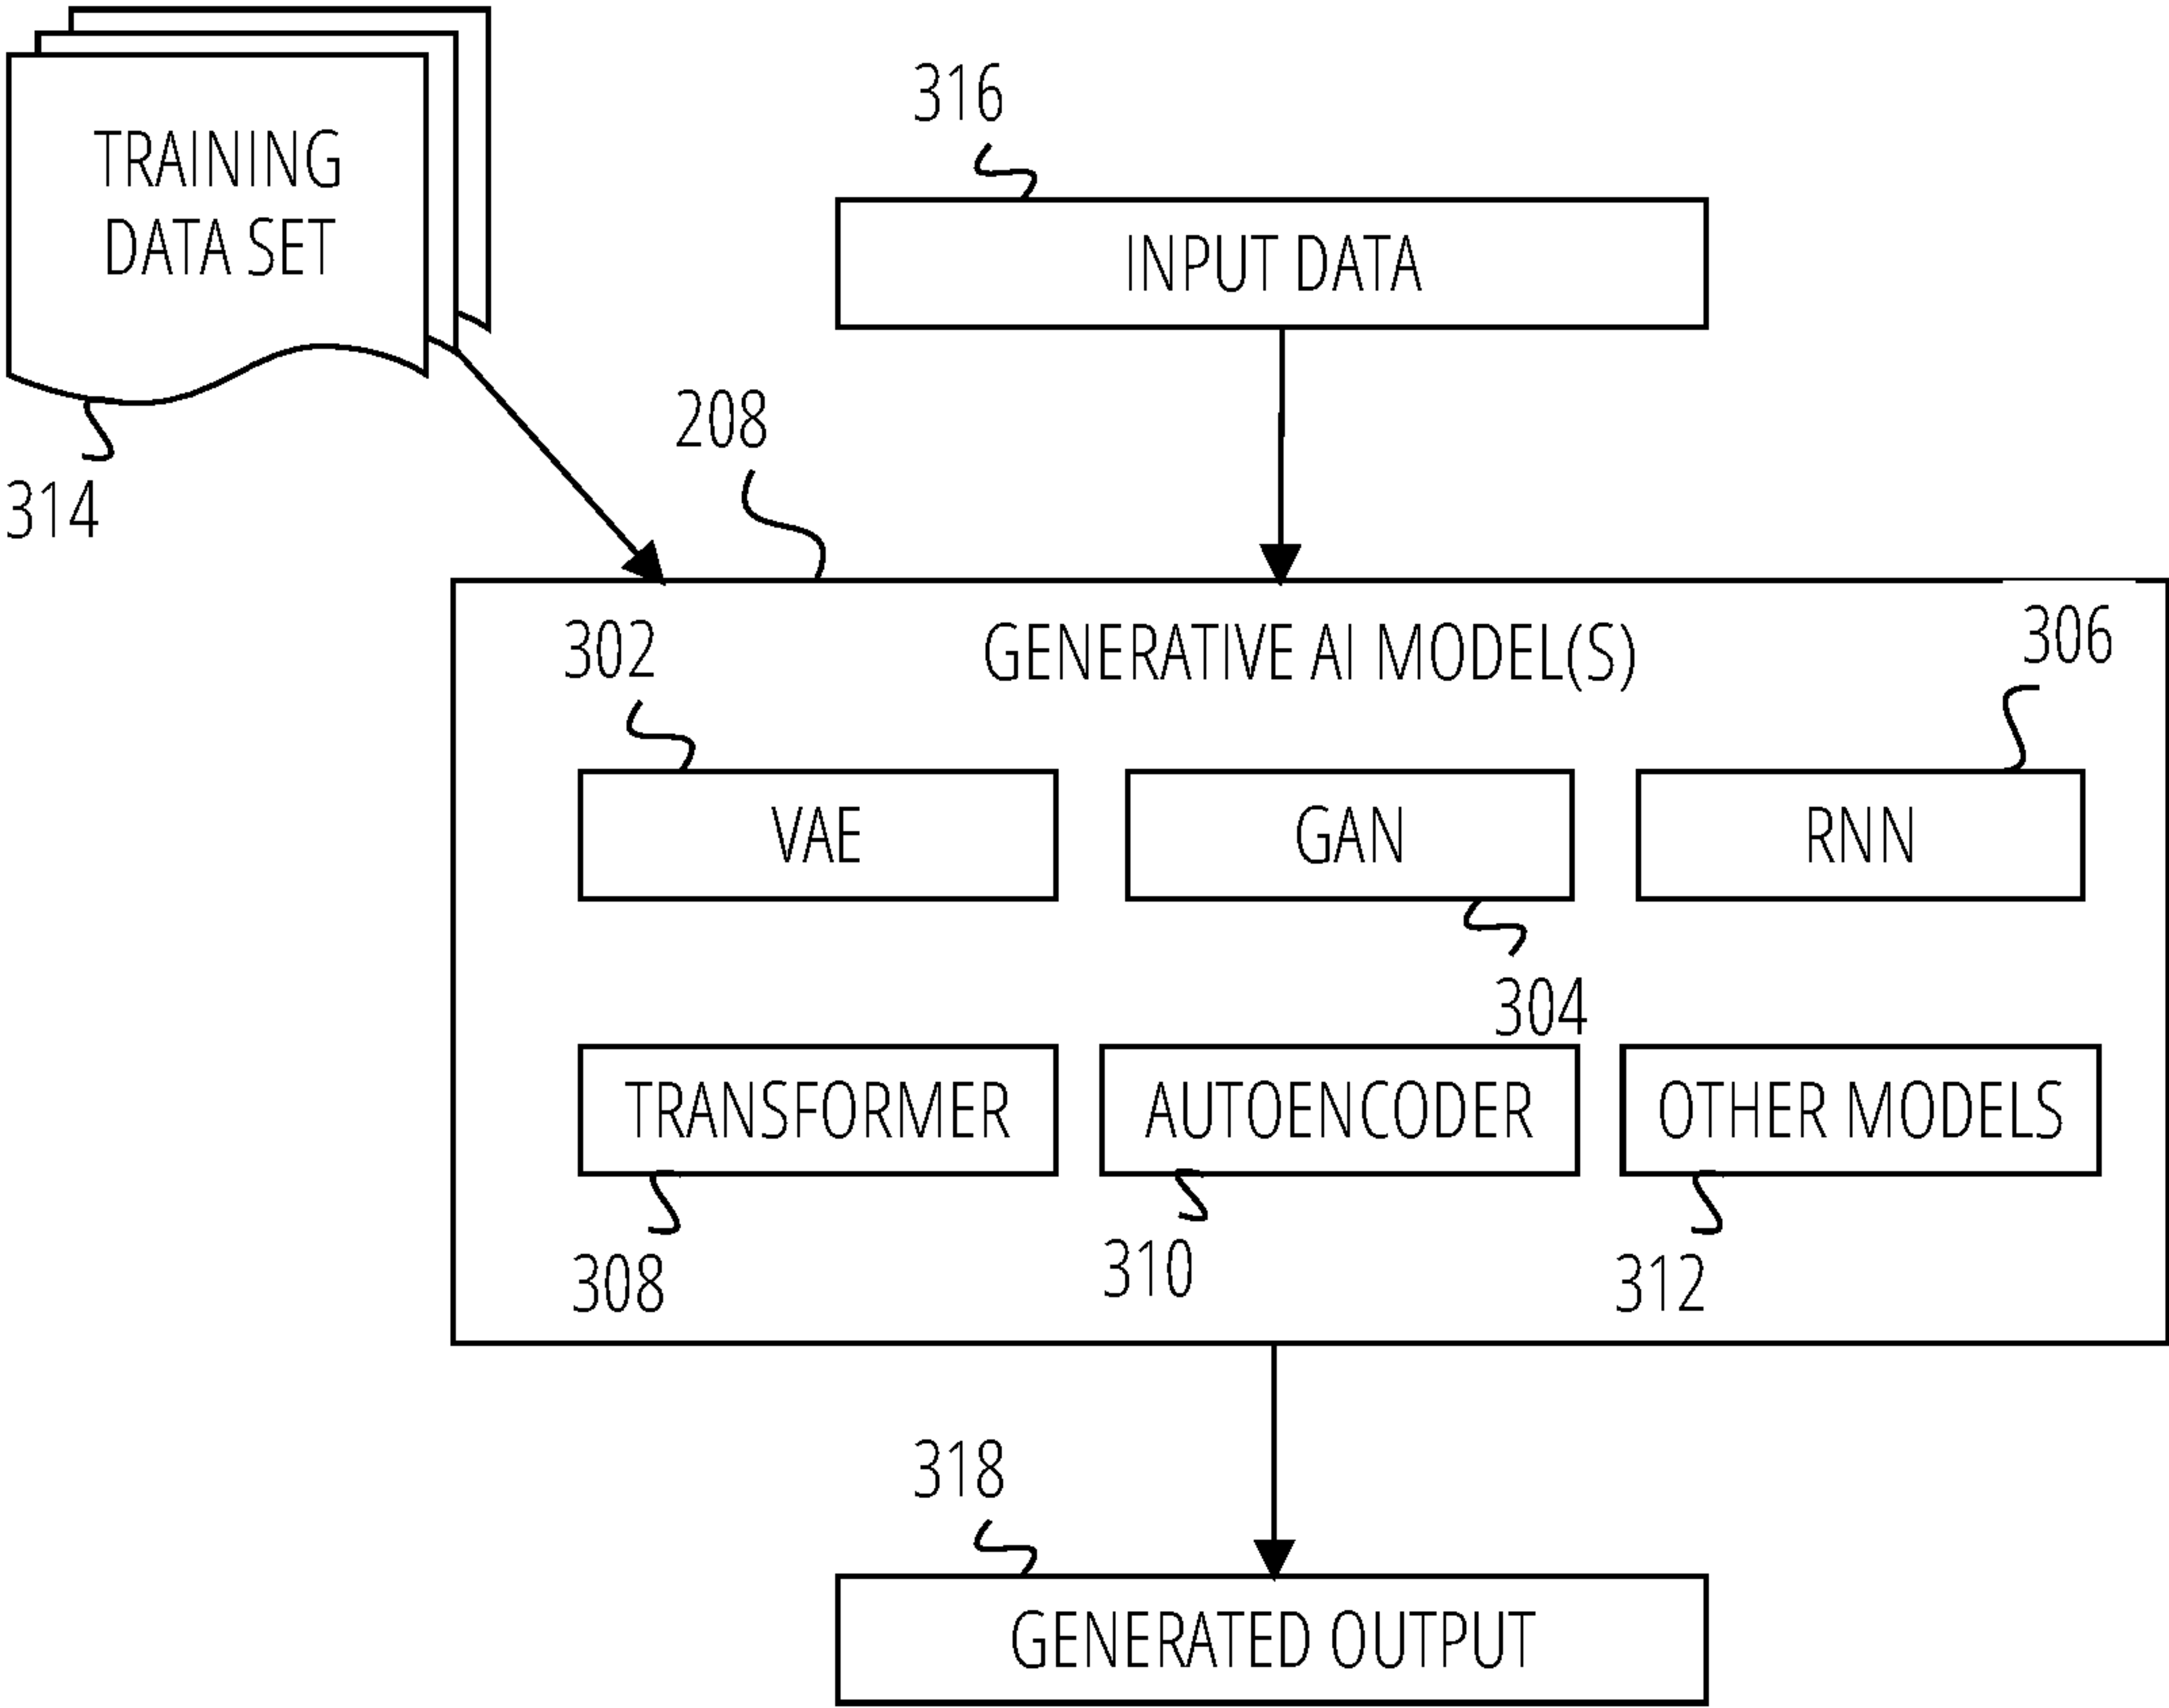 TRAINING
DATA SET
314
316
INPUT DATA
208
GENERATIVE AI MODEL(S)
302
306
VAE
GAN
RNN
304
TRANSFORMER
AUTOENCODER
OTHER MODELS
308
310
312
318
GENERATED OUTPUT